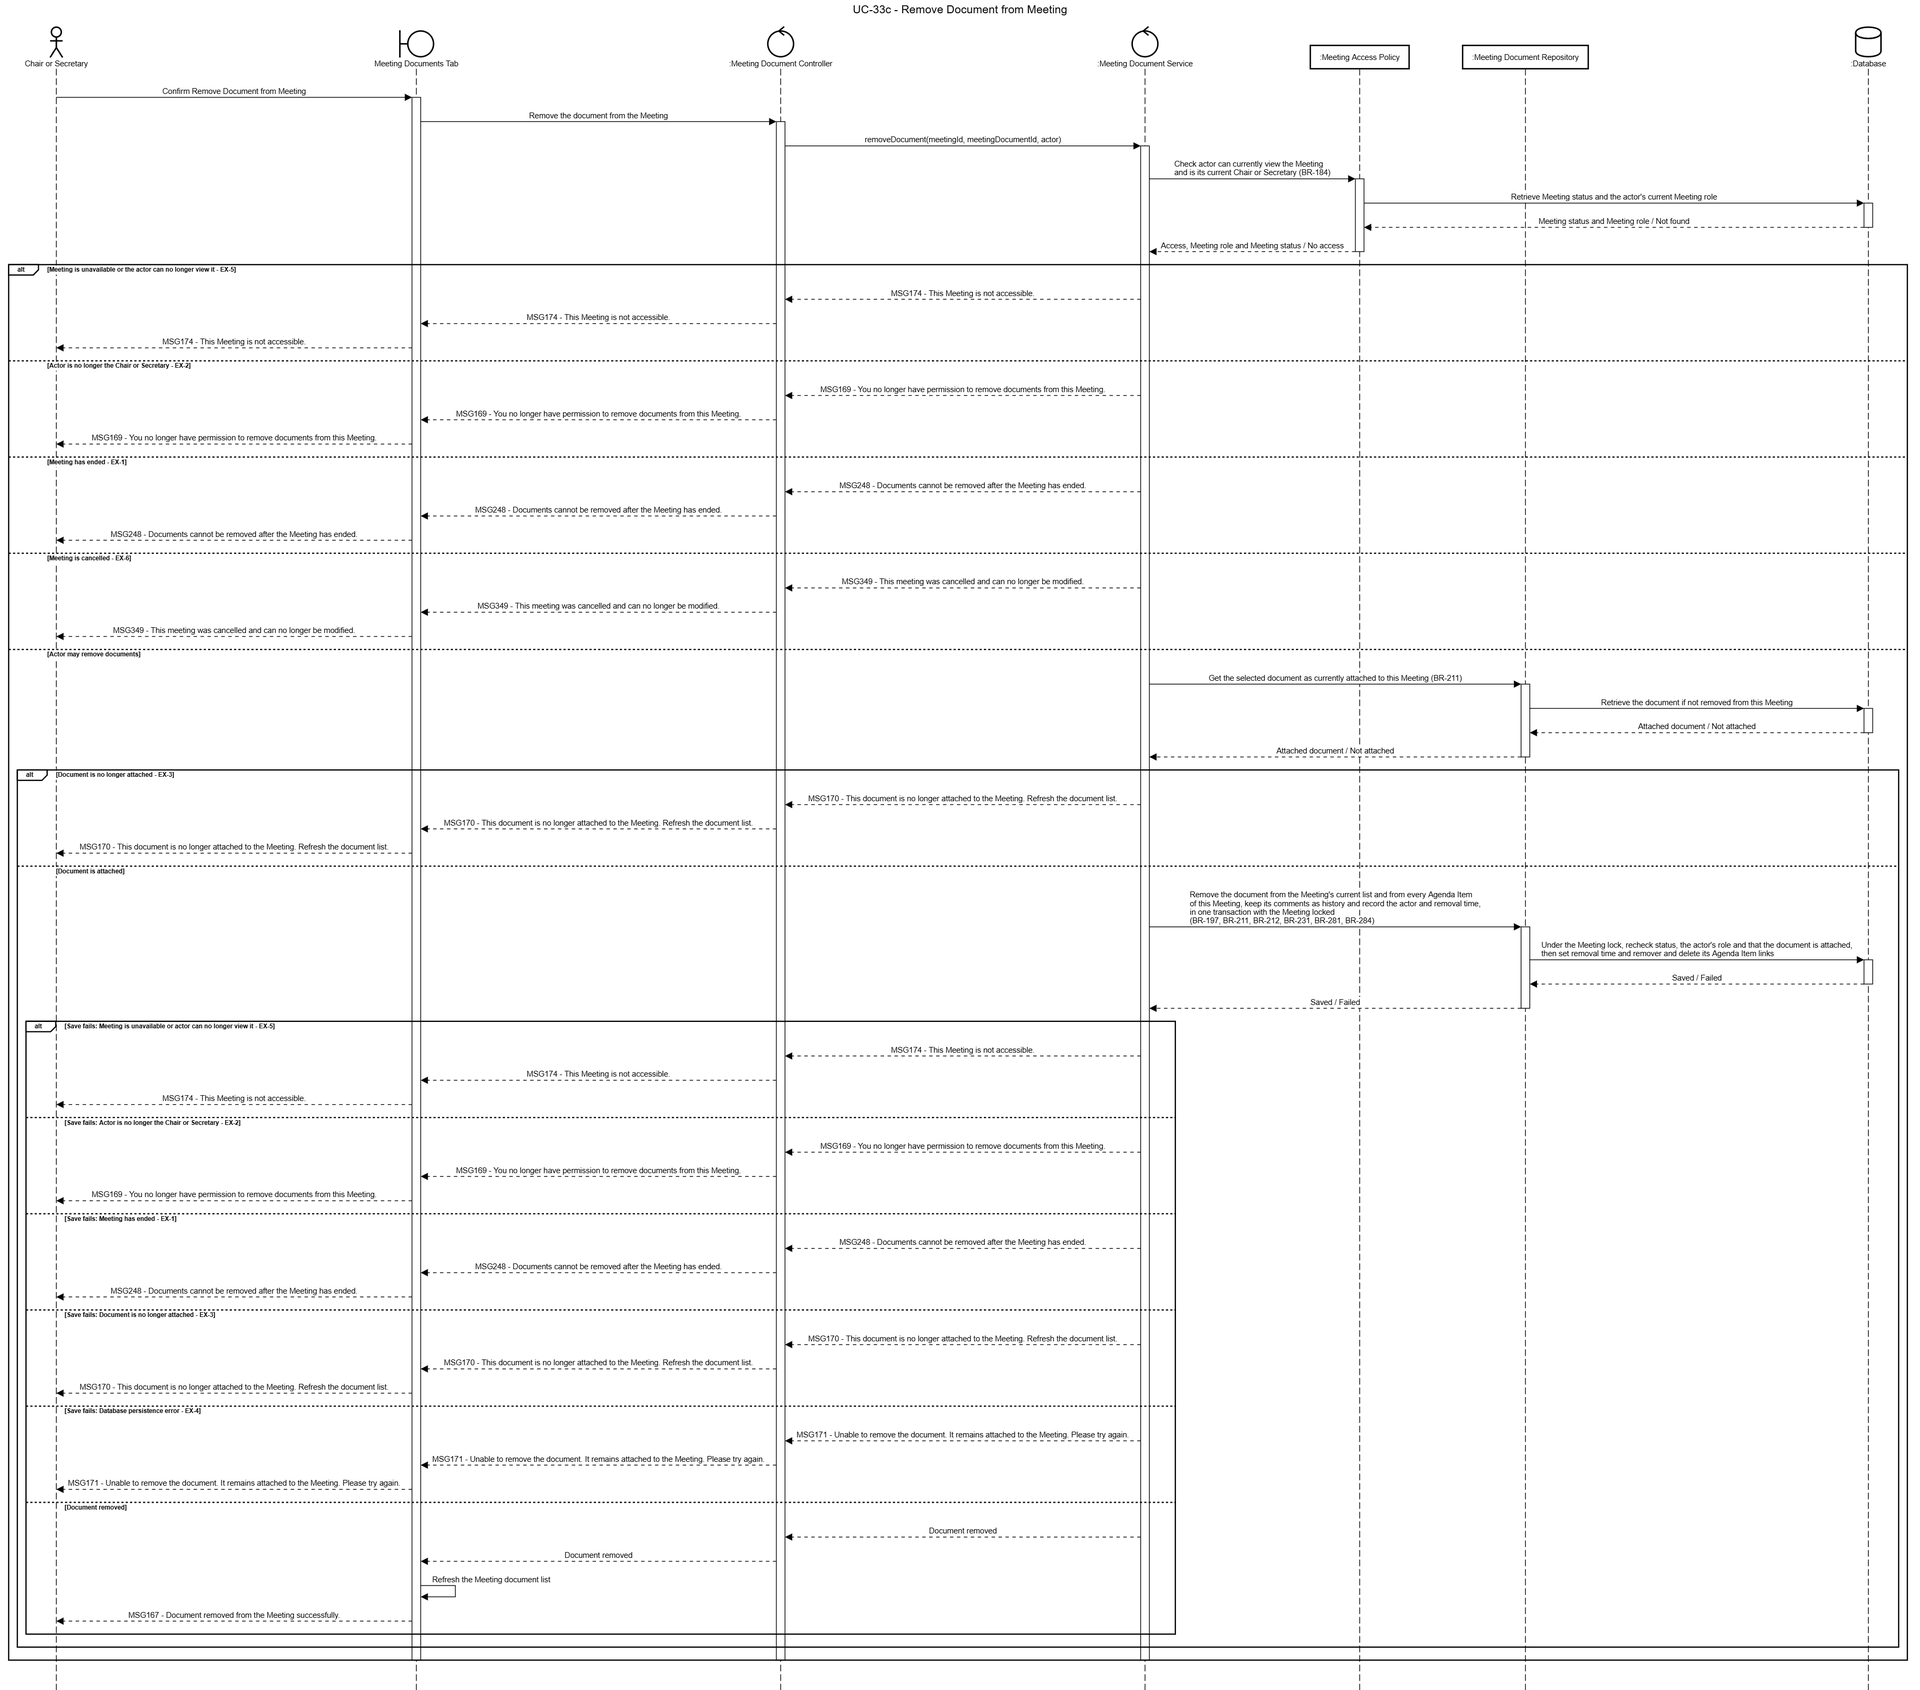 UC-33c - Remove Document from Meeting
Chair or Secretary
Meeting Documents Tab
:Meeting Document Controller
:Meeting Document Service
:Meeting Access Policy
:Meeting Document Repository
:Database
Confirm Remove Document from Meeting
Remove the document from the Meeting
removeDocument(meetingId, meetingDocumentId, actor)
Check actor can currently view the Meeting
and is its current Chair or Secretary (BR-184)
Retrieve Meeting status and the actor's current Meeting role
Meeting status and Meeting role / Not found
Access, Meeting role and Meeting status / No access
alt
[Meeting is unavailable or the actor can no longer view it - EX-5]
MSG174 - This Meeting is not accessible.
MSG174 - This Meeting is not accessible.
MSG174 - This Meeting is not accessible.
[Actor is no longer the Chair or Secretary - EX-2]
MSG169 - You no longer have permission to remove documents from this Meeting.
MSG169 - You no longer have permission to remove documents from this Meeting.
MSG169 - You no longer have permission to remove documents from this Meeting.
[Meeting has ended - EX-1]
MSG248 - Documents cannot be removed after the Meeting has ended.
MSG248 - Documents cannot be removed after the Meeting has ended.
MSG248 - Documents cannot be removed after the Meeting has ended.
[Meeting is cancelled - EX-6]
MSG349 - This meeting was cancelled and can no longer be modified.
MSG349 - This meeting was cancelled and can no longer be modified.
MSG349 - This meeting was cancelled and can no longer be modified.
[Actor may remove documents]
Get the selected document as currently attached to this Meeting (BR-211)
Retrieve the document if not removed from this Meeting
Attached document / Not attached
Attached document / Not attached
alt
[Document is no longer attached - EX-3]
MSG170 - This document is no longer attached to the Meeting. Refresh the document list.
MSG170 - This document is no longer attached to the Meeting. Refresh the document list.
MSG170 - This document is no longer attached to the Meeting. Refresh the document list.
[Document is attached]
Remove the document from the Meeting's current list and from every Agenda Item
of this Meeting, keep its comments as history and record the actor and removal time,
in one transaction with the Meeting locked
(BR-197, BR-211, BR-212, BR-231, BR-281, BR-284)
Under the Meeting lock, recheck status, the actor's role and that the document is attached,
then set removal time and remover and delete its Agenda Item links
Saved / Failed
Saved / Failed
alt
[Save fails: Meeting is unavailable or actor can no longer view it - EX-5]
MSG174 - This Meeting is not accessible.
MSG174 - This Meeting is not accessible.
MSG174 - This Meeting is not accessible.
[Save fails: Actor is no longer the Chair or Secretary - EX-2]
MSG169 - You no longer have permission to remove documents from this Meeting.
MSG169 - You no longer have permission to remove documents from this Meeting.
MSG169 - You no longer have permission to remove documents from this Meeting.
[Save fails: Meeting has ended - EX-1]
MSG248 - Documents cannot be removed after the Meeting has ended.
MSG248 - Documents cannot be removed after the Meeting has ended.
MSG248 - Documents cannot be removed after the Meeting has ended.
[Save fails: Document is no longer attached - EX-3]
MSG170 - This document is no longer attached to the Meeting. Refresh the document list.
MSG170 - This document is no longer attached to the Meeting. Refresh the document list.
MSG170 - This document is no longer attached to the Meeting. Refresh the document list.
[Save fails: Database persistence error - EX-4]
MSG171 - Unable to remove the document. It remains attached to the Meeting. Please try again.
MSG171 - Unable to remove the document. It remains attached to the Meeting. Please try again.
MSG171 - Unable to remove the document. It remains attached to the Meeting. Please try again.
[Document removed]
Document removed
Document removed
Refresh the Meeting document list
MSG167 - Document removed from the Meeting successfully.